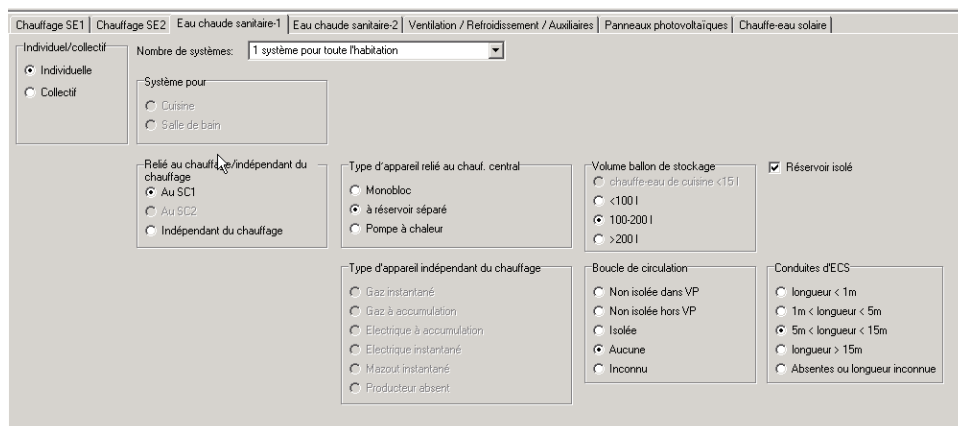 Chauffage SE1 | Chauffage SE2 | Eau chaude sanitaire-1 | Eau chaude sanitaire-2 | Ventilation / Refroidissement / Auxiliaires | Panneaux photovoltaïques | Chauffe-eau solaire
Individuel/collectif
Individuelle
Collectif
Nombre de systèmes: 1 système pour toute l'habitation
Système pour
Cuisine
Salle de bain
Relié au chauffage/indépendant du
chauffage
Au SC1
Au SC2
Indépendant du chauffage
Type d'appareil relié au chauf. central
Monobloc
à réservoir séparé
Pompe à chaleur
Volume ballon de stockage
chauffe-eau de cuisine <15 l
<100 l
100-200 l
>200 l
Réservoir isolé
Type d'appareil indépendant du chauffage
Gaz instantané
Gaz à accumulation
Electrique à accumulation
Electrique instantané
Mazout instantané
Producteur absent
Boucle de circulation
Non isolée dans VP
Non isolée hors VP
Isolée
Aucune
Inconnu
Conduites d'ECS
longueur < 1m
1m < longueur < 5m
5m < longueur < 15m
longueur > 15m
Absentes ou longueur inconnue